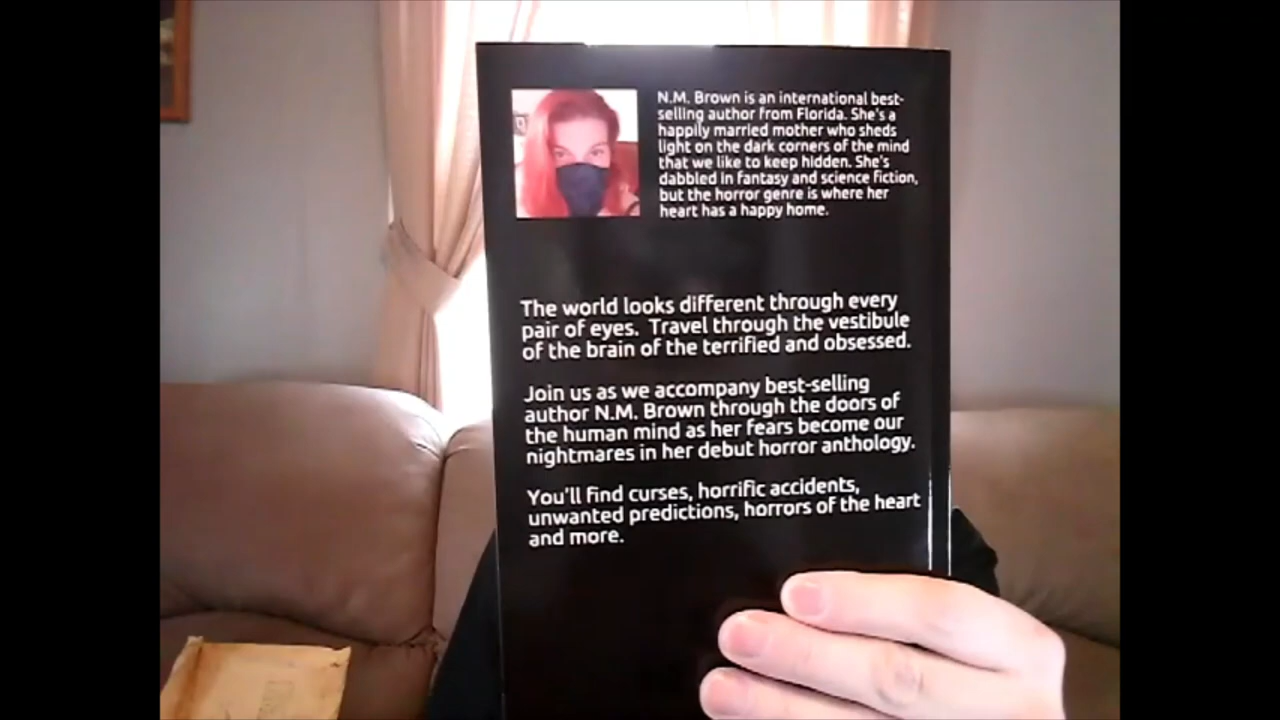 N.M. Brown is an international best-
selling author from Florida. She's a
happily married mother who sheds
light on the dark corners of the mind
that we like to keep hidden. She's
dabbled in fantasy and science fiction,
but the horror genre is where her
heart has a happy home.
The world looks different through every
pair of eyes. Travel through the vestibule
of the brain of the terrified and obsessed.
Join us as we accompany best-selling
author N.M. Brown through the doors of
the human mind as her fears become our
nightmares in her debut horror anthology.
You'll find curses, horrific accidents,
unwanted predictions, horrors of the heart
and more.